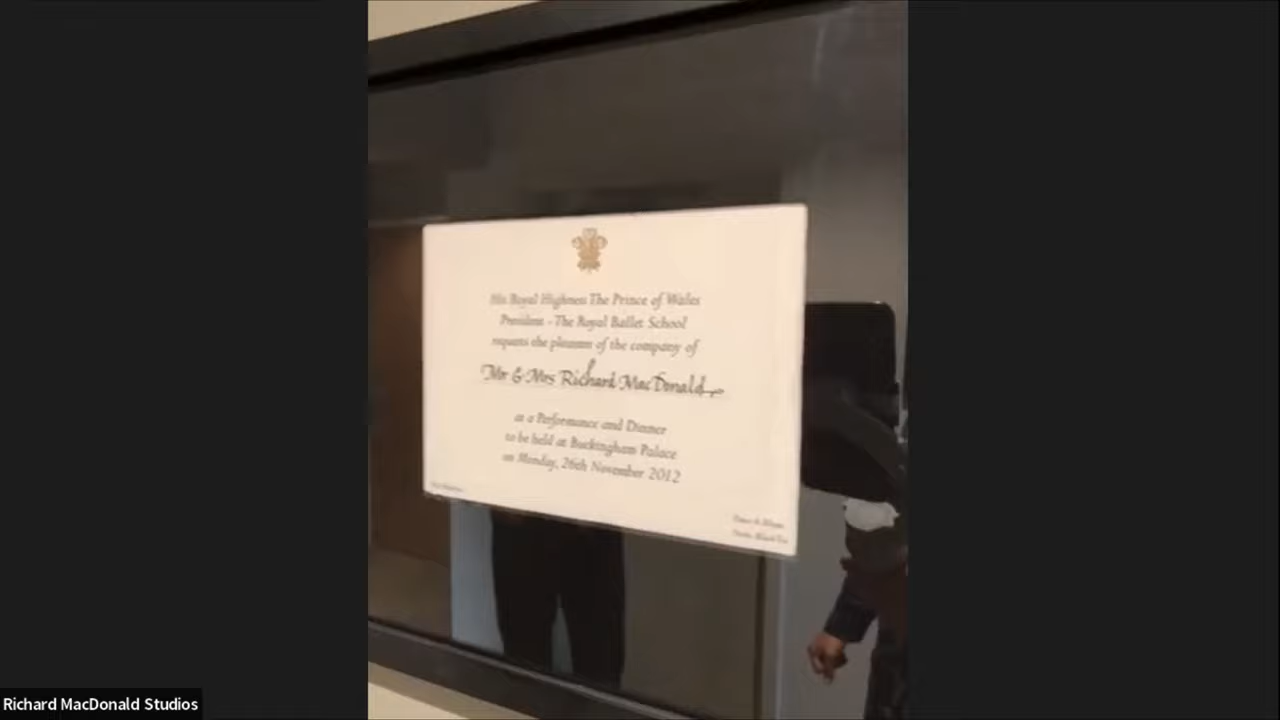 His Royal Highness The Prince of Wales
President - The Royal Ballet School
requests the pleasure of the company of
Mr & Mrs Richard MacDonald
at a Performance and Dinner
to be held at Buckingham Palace
on Monday, 26th November 2012
Richard MacDonald Studios